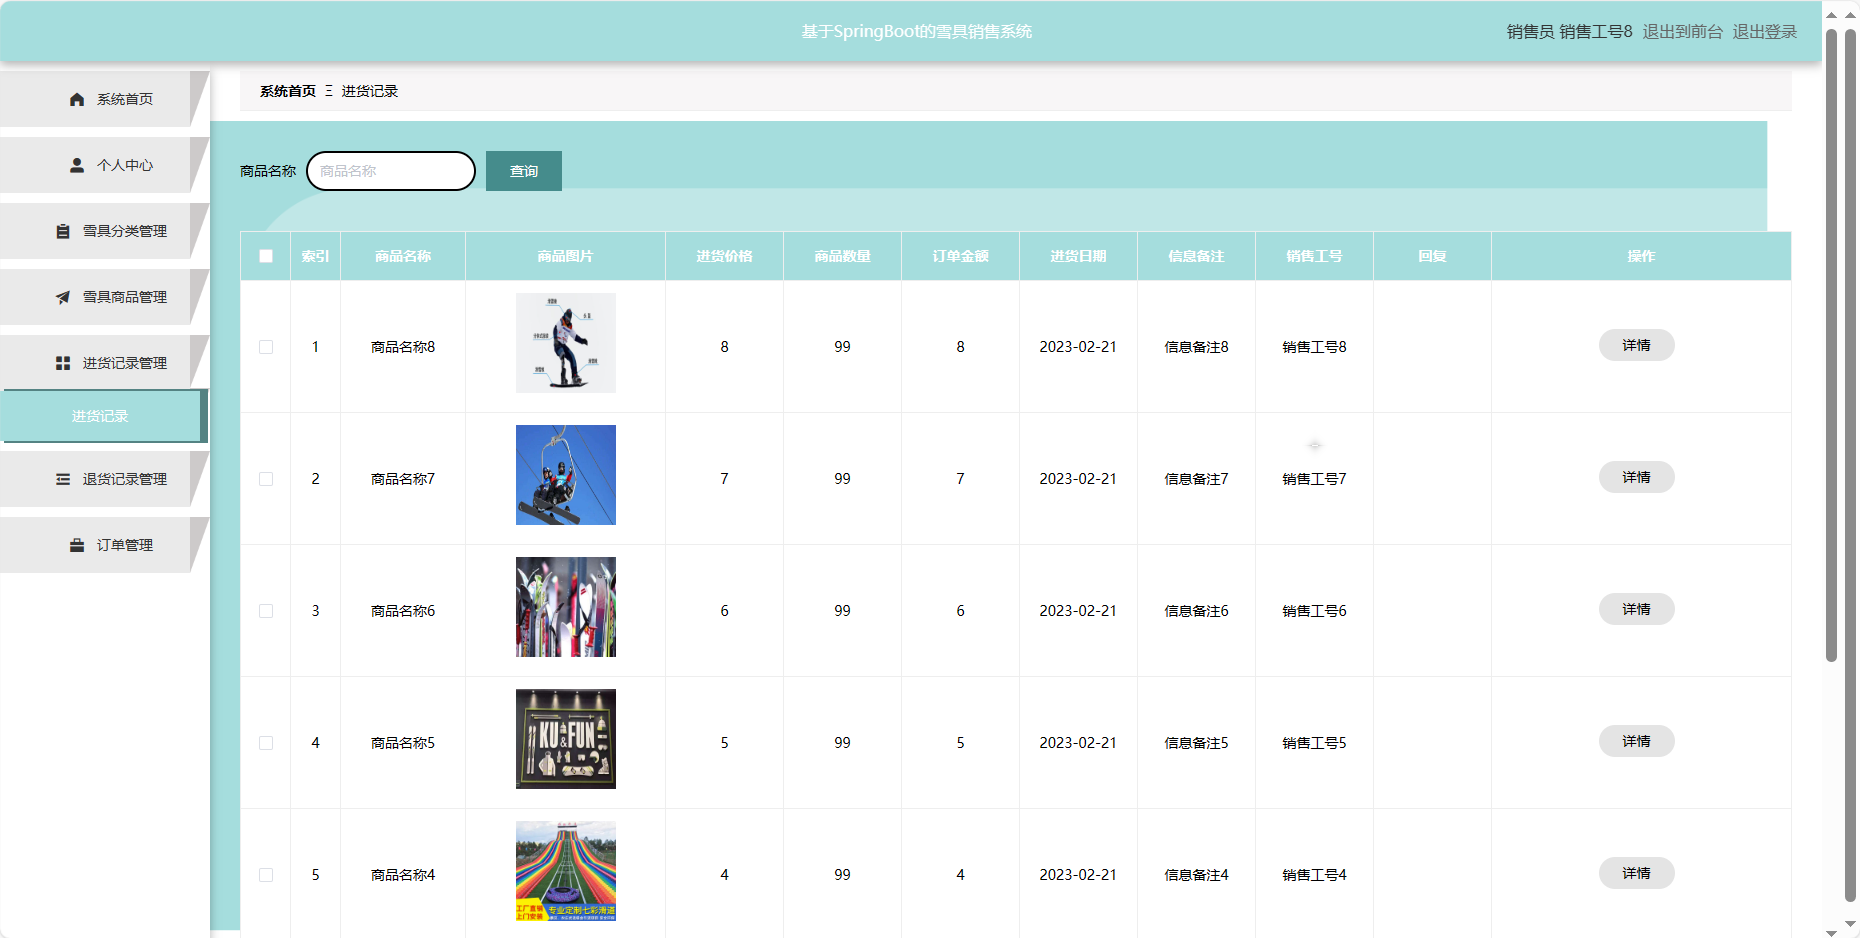 基于SpringBoot的雪具销售系统
销售员 销售工号8 退出到前台 退出登录
系统首页
个人中心
雪具分类管理
雪具商品管理
进货记录管理
进货记录
退货记录管理
订单管理
系统首页 Ξ 进货记录
商品名称 商品名称 查询
索引 商品名称 商品图片 进货价格 商品数量 订单金额 进货日期 信息备注 销售工号 回复 操作
1 商品名称8 8 99 8 2023-02-21 信息备注8 销售工号8 详情
2 商品名称7 7 99 7 2023-02-21 信息备注7 销售工号7 详情
3 商品名称6 6 99 6 2023-02-21 信息备注6 销售工号6 详情
4 商品名称5 5 99 5 2023-02-21 信息备注5 销售工号5 详情
KU&FUN
5 商品名称4 4 99 4 2023-02-21 信息备注4 销售工号4 详情
工厂直销
上门安装
专业定制七彩滑道